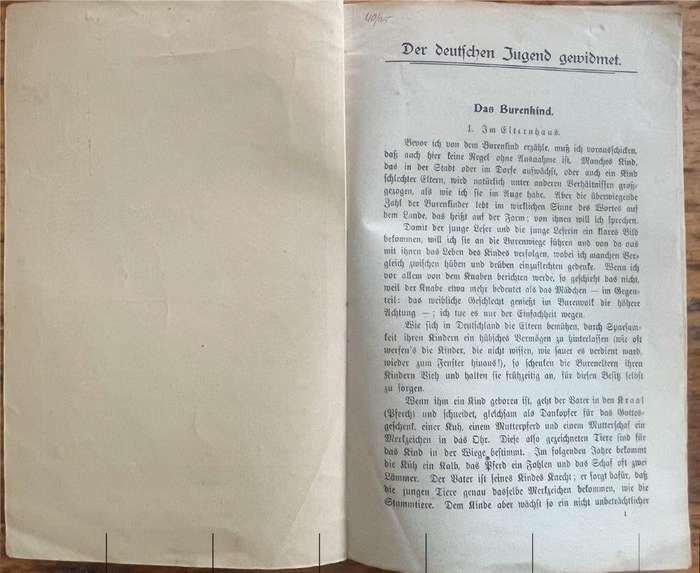 Der deutschen Jugend gewidmet.
Das Burenkind.
1. Im Elternhaus.
Bevor ich von dem Burenkind erzähle, muß ich vorausschicken,
daß auch hier keine Regel ohne Ausnahme ist. Manches Kind,
das in der Stadt oder im Dorfe aufwächst, oder auch ein Kind
schlechter Eltern, wird natürlich unter anderen Verhältnissen groß-
gezogen, als wie ich sie im Auge habe. Aber die überwiegende
Zahl der Burenkinder lebt im wirklichen Sinne des Wortes auf
dem Lande, das heißt auf der Farm; von ihnen will ich sprechen.
Damit der junge Leser und die junge Leserin ein klares Bild
bekommen, will ich sie an die Burenwiege führen und von da aus
mit ihnen das Leben des Kindes verfolgen, wobei ich manchen Ver-
gleich zwischen hüben und drüben einzuflechten gedenke. Wenn ich
vor allem von dem Knaben berichten werde, so geschieht das nicht,
weil der Knabe etwa mehr bedeutet als das Mädchen — im Gegen-
teil: das weibliche Geschlecht genießt im Burenvolk die höhere
Achtung — ; ich tue es nur der Einfachheit wegen.
Wie sich in Deutschland die Eltern bemühen, durch Sparsam-
keit ihren Kindern ein hübsches Vermögen zu hinterlassen (wie oft
werfen's die Kinder, die nicht wissen, wie sauer es verdient ward,
wieder zum Fenster hinaus!), so schenken die Bureneltern ihren
Kindern Vieh und halten sie frühzeitig an, für diesen Besitz selbst
zu sorgen.
Wenn ihm ein Kind geboren ist, geht der Vater in den Kraal
(Pferch) und schneidet, gleichsam als Dankopfer für das Gottes-
geschenk, einer Kuh, einem Mutterpferd und einem Mutterschaf ein
Merkzeichen in das Ohr. Diese also gezeichneten Tiere sind für
das Kind in der Wiege bestimmt. Im folgenden Jahre bekommt
die Kuh ein Kalb, das Pferd ein Fohlen und das Schaf oft zwei
Lämmer. Der Vater ist seines Kindes Knecht; er sorgt dafür, daß
die jungen Tiere genau dasselbe Merkzeichen bekommen, wie die
Stammtiere. Dem Kinde aber wächst so ein nicht unbeträchtlicher
1